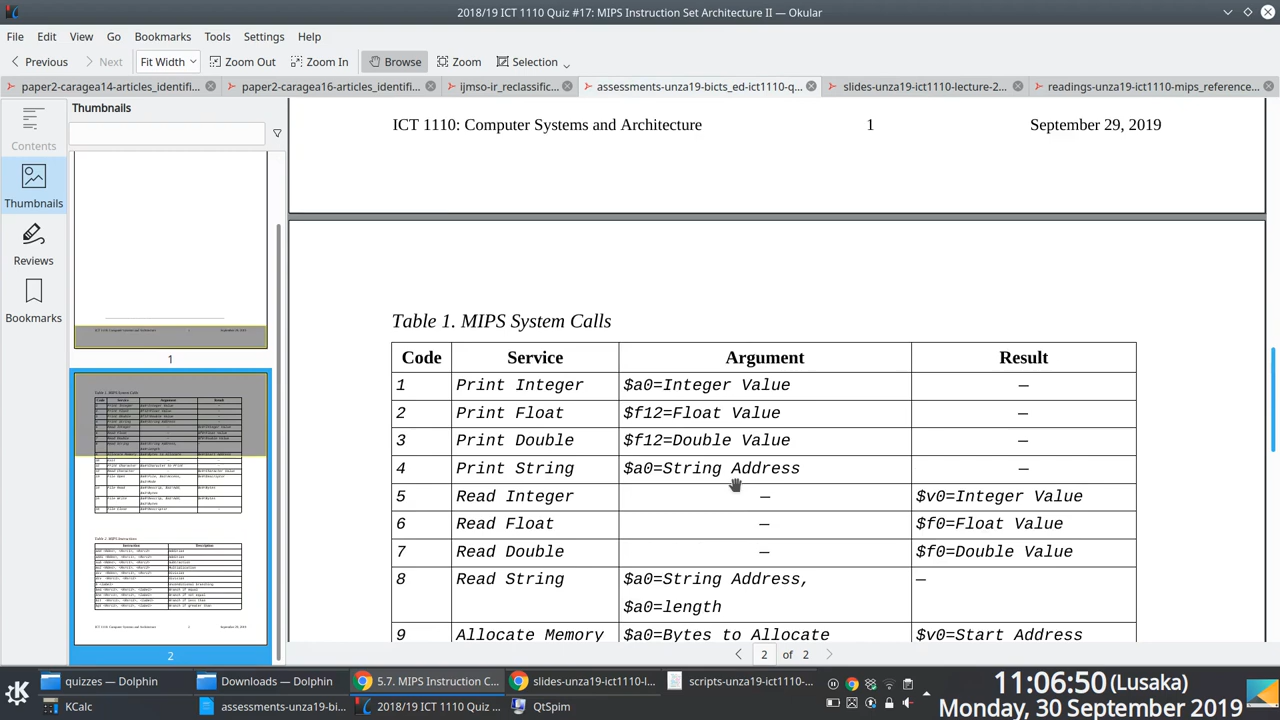 2018/19 ICT 1110 Quiz #17: MIPS Instruction Set Architecture II — Okular
File Edit View Go Bookmarks Tools Settings Help
Previous Next Fit Width Zoom Out Zoom In Browse Zoom Selection
paper2-caragea14-articles_identifi... paper2-caragea16-articles_identifi... ijmso-ir_reclassific... assessments-unza19-bicts_ed-ict1110-q... slides-unza19-ict1110-lecture-2... readings-unza19-ict1110-mips_reference...
Contents
Thumbnails
Reviews
Bookmarks
Thumbnails
1
2
ICT 1110: Computer Systems and Architecture 1 September 29, 2019
Table 1. MIPS System Calls
Code Service Argument Result
1 Print Integer $a0=Integer Value —
2 Print Float $f12=Float Value —
3 Print Double $f12=Double Value —
4 Print String $a0=String Address —
5 Read Integer — $v0=Integer Value
6 Read Float — $f0=Float Value
7 Read Double — $f0=Double Value
8 Read String $a0=String Address, —
$a0=length
9 Allocate Memory $a0=Bytes to Allocate $v0=Start Address
2 of 2
quizzes — Dolphin Downloads — Dolphin 5.7. MIPS Instruction C... slides-unza19-ict1110-l... scripts-unza19-ict1110-...
KCalc assessments-unza19-bi... 2018/19 ICT 1110 Quiz ... QtSpim
11:06:50 (Lusaka)
Monday, 30 September 2019